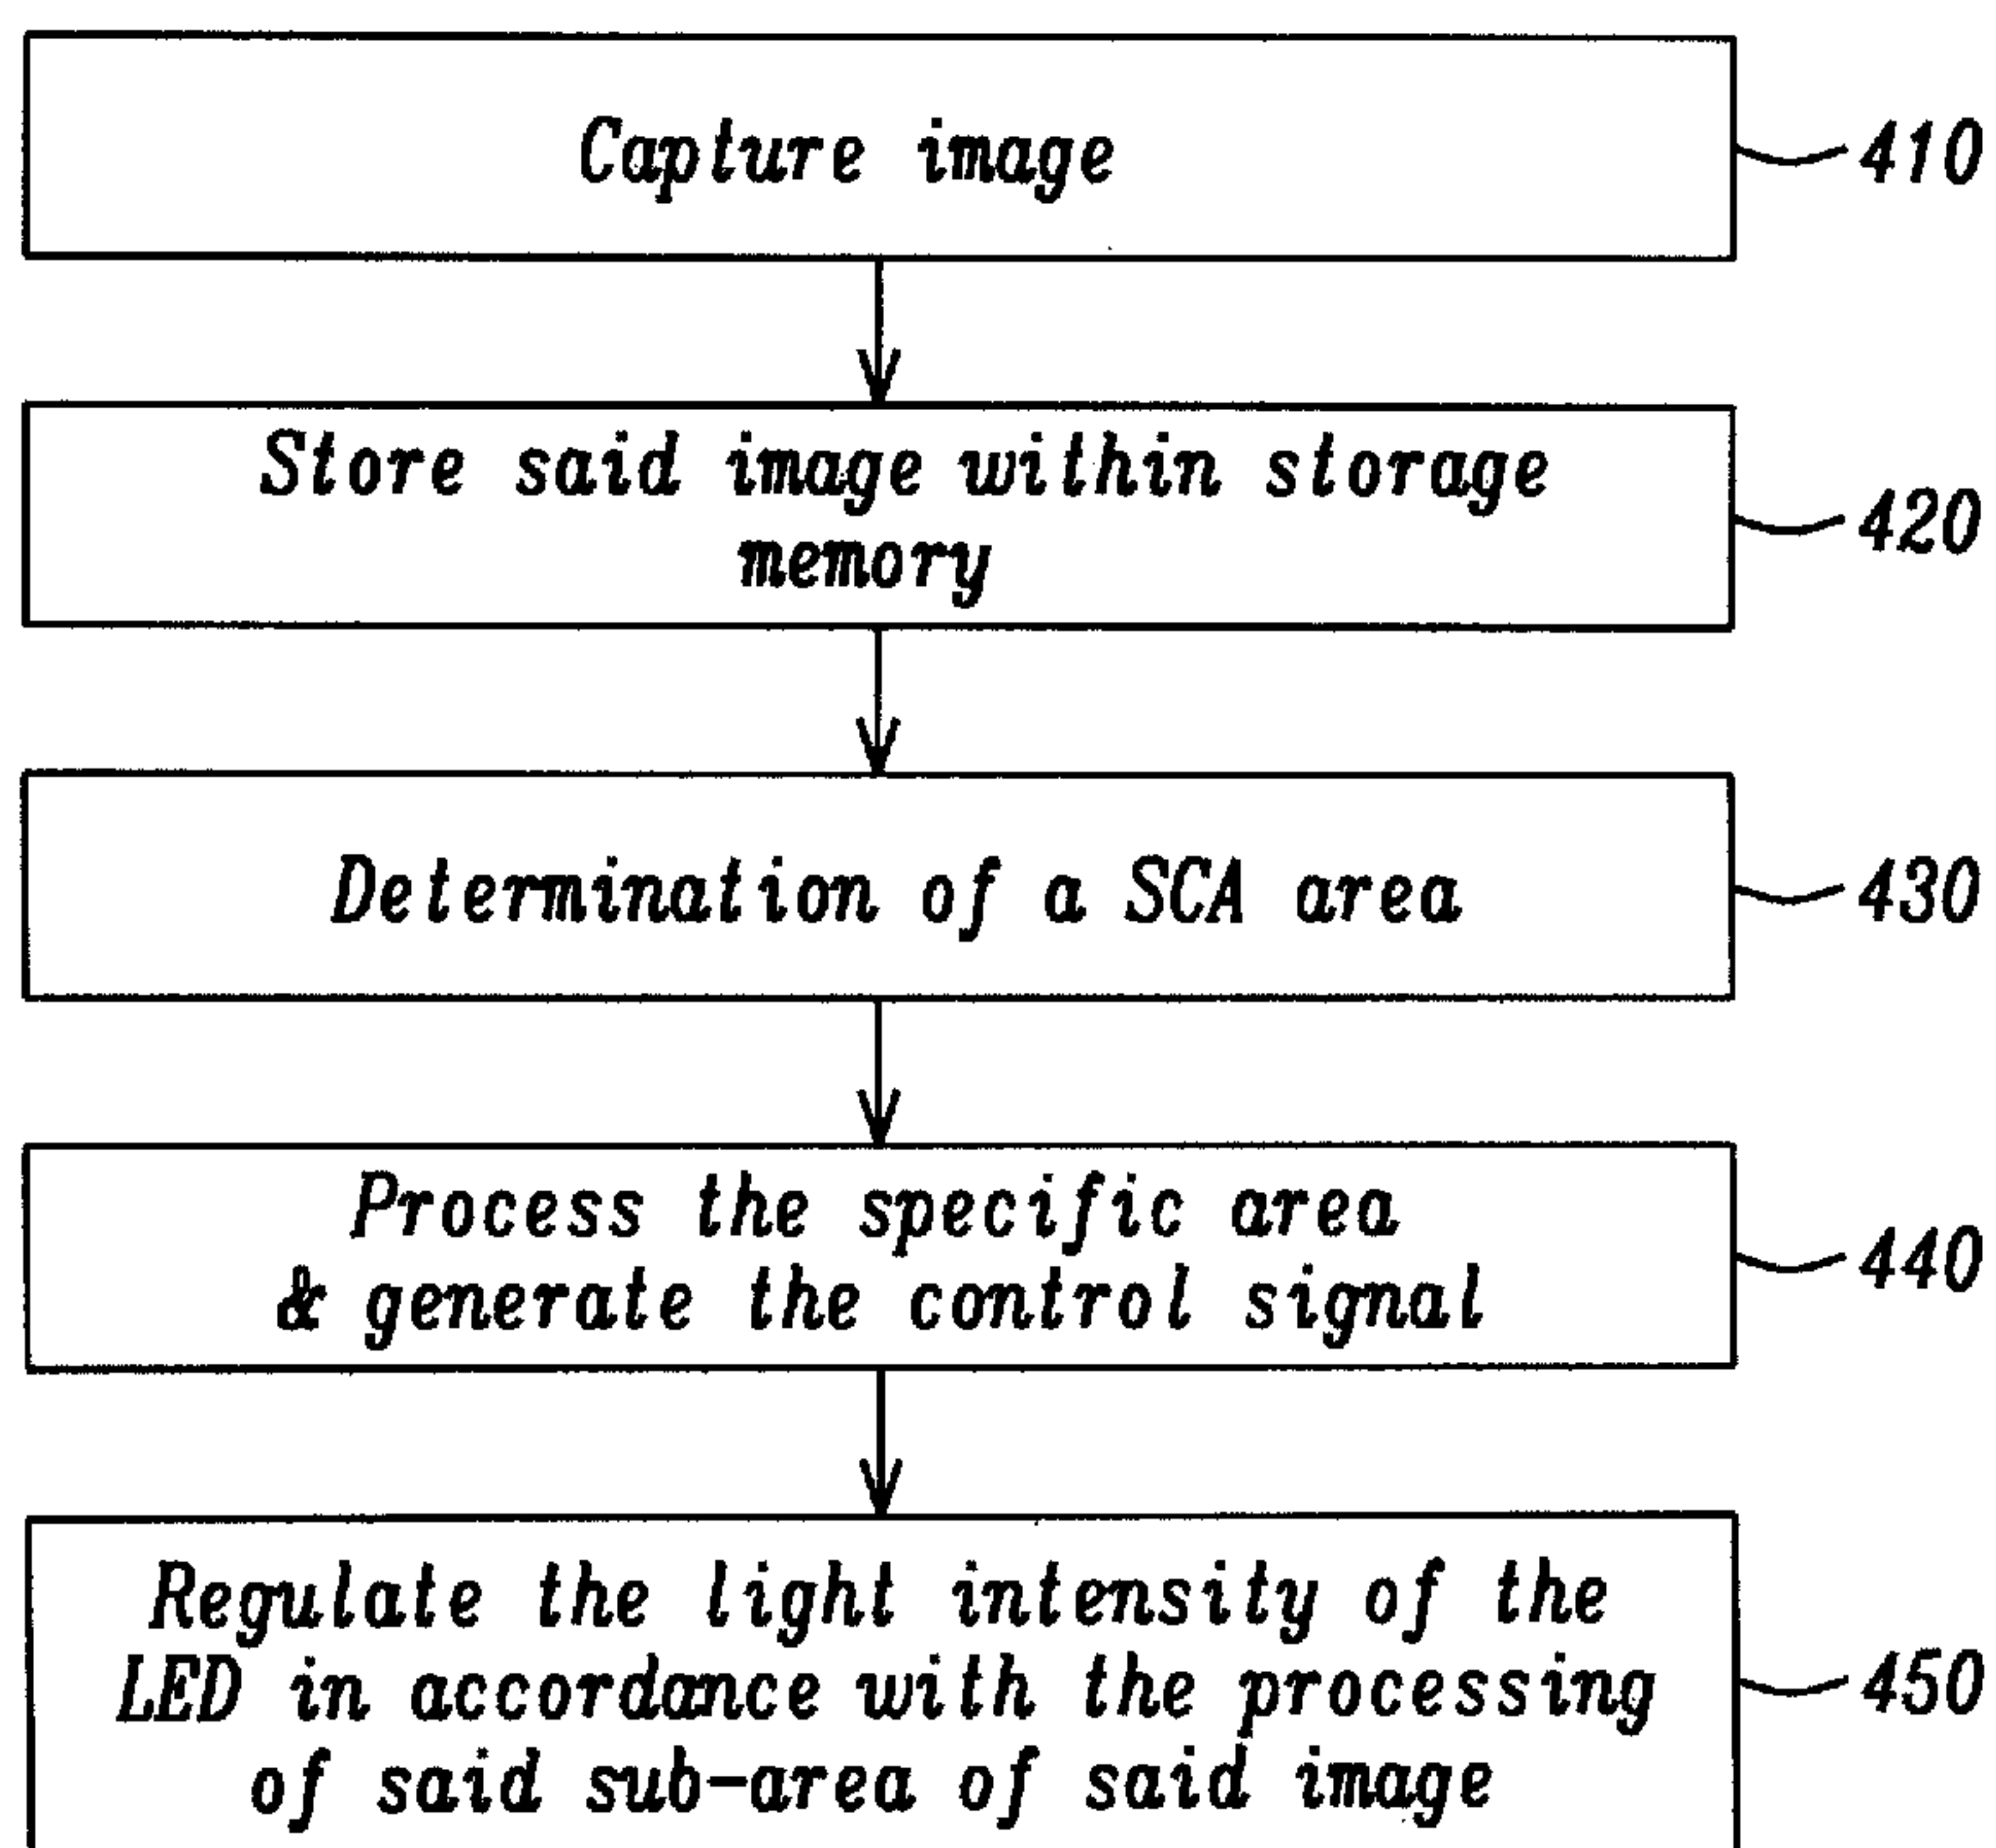 Capture image
410
Store said image within storage
memory
420
Determination of a SCA area
430
Process the specific area
& generate the control signal
440
Regulate the light intensity of the
LED in accordance with the processing
of said sub-area of said image
450